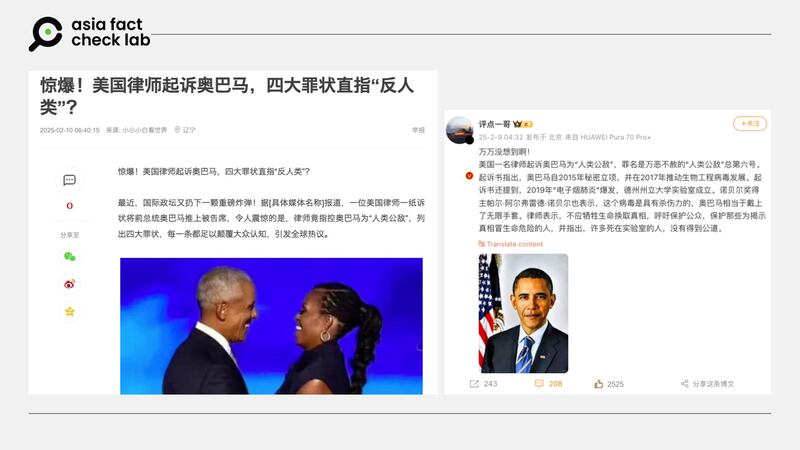 asia fact
check lab
惊爆！美国律师起诉奥巴马，四大罪状直指“反人
类”？
2025-02-10 06:40:15 来源: 小小小白看世界 辽宁 举报
惊爆！美国律师起诉奥巴马，四大罪状直指“反人类”？
0
最近，国际政坛又扔下一颗重磅炸弹！据[具体媒体名称]报道，一位美国律师一纸诉
状将前总统奥巴马推上被告席，令人震惊的是，律师竟指控奥巴马为“人类公敌”，列
出四大罪状，每一条都足以颠覆大众认知，引发全球热议。
分享至
评点一哥
+关注
25-2-9 04:32 发布于 北京 来自 HUAWEI Pura 70 Pro+
万万没想到啊！
美国一名律师起诉奥巴马为“人类公敌”，罪名是万恶不赦的“人类公敌”总第六号。
起诉书指出，奥巴马自2015年秘密立项，并在2017年推动生物工程病毒发展。起
诉书还提到，2019年“电子烟肺炎”爆发，德州州立大学实验室成立。诺贝尔奖得
主帕尔·阿尔弗雷德·诺贝尔也表示，这个病毒是具有杀伤力的，奥巴马相当于戴上
了无限手套。律师表示，不应牺牲生命换取真相，呼吁保护公众，保护那些为揭示
真相冒生命危险的人，并指出，许多死在实验室的人，没有得到公道。
Translate content
243 208 2525 分享这条博文